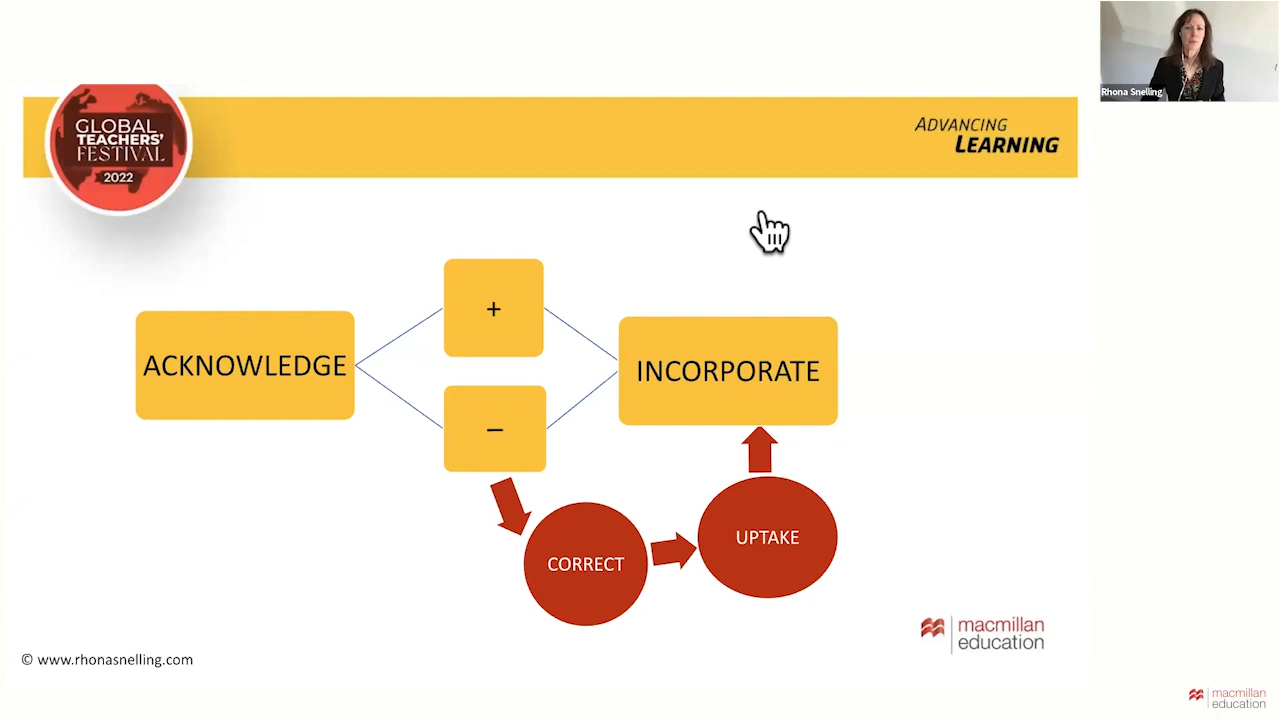 Rhona Snelling
GLOBAL
TEACHERS'
FESTIVAL
2022
ADVANCING
LEARNING
+
ACKNOWLEDGE
INCORPORATE
–
UPTAKE
CORRECT
macmillan
education
© www.rhonasnelling.com
macmillan
education